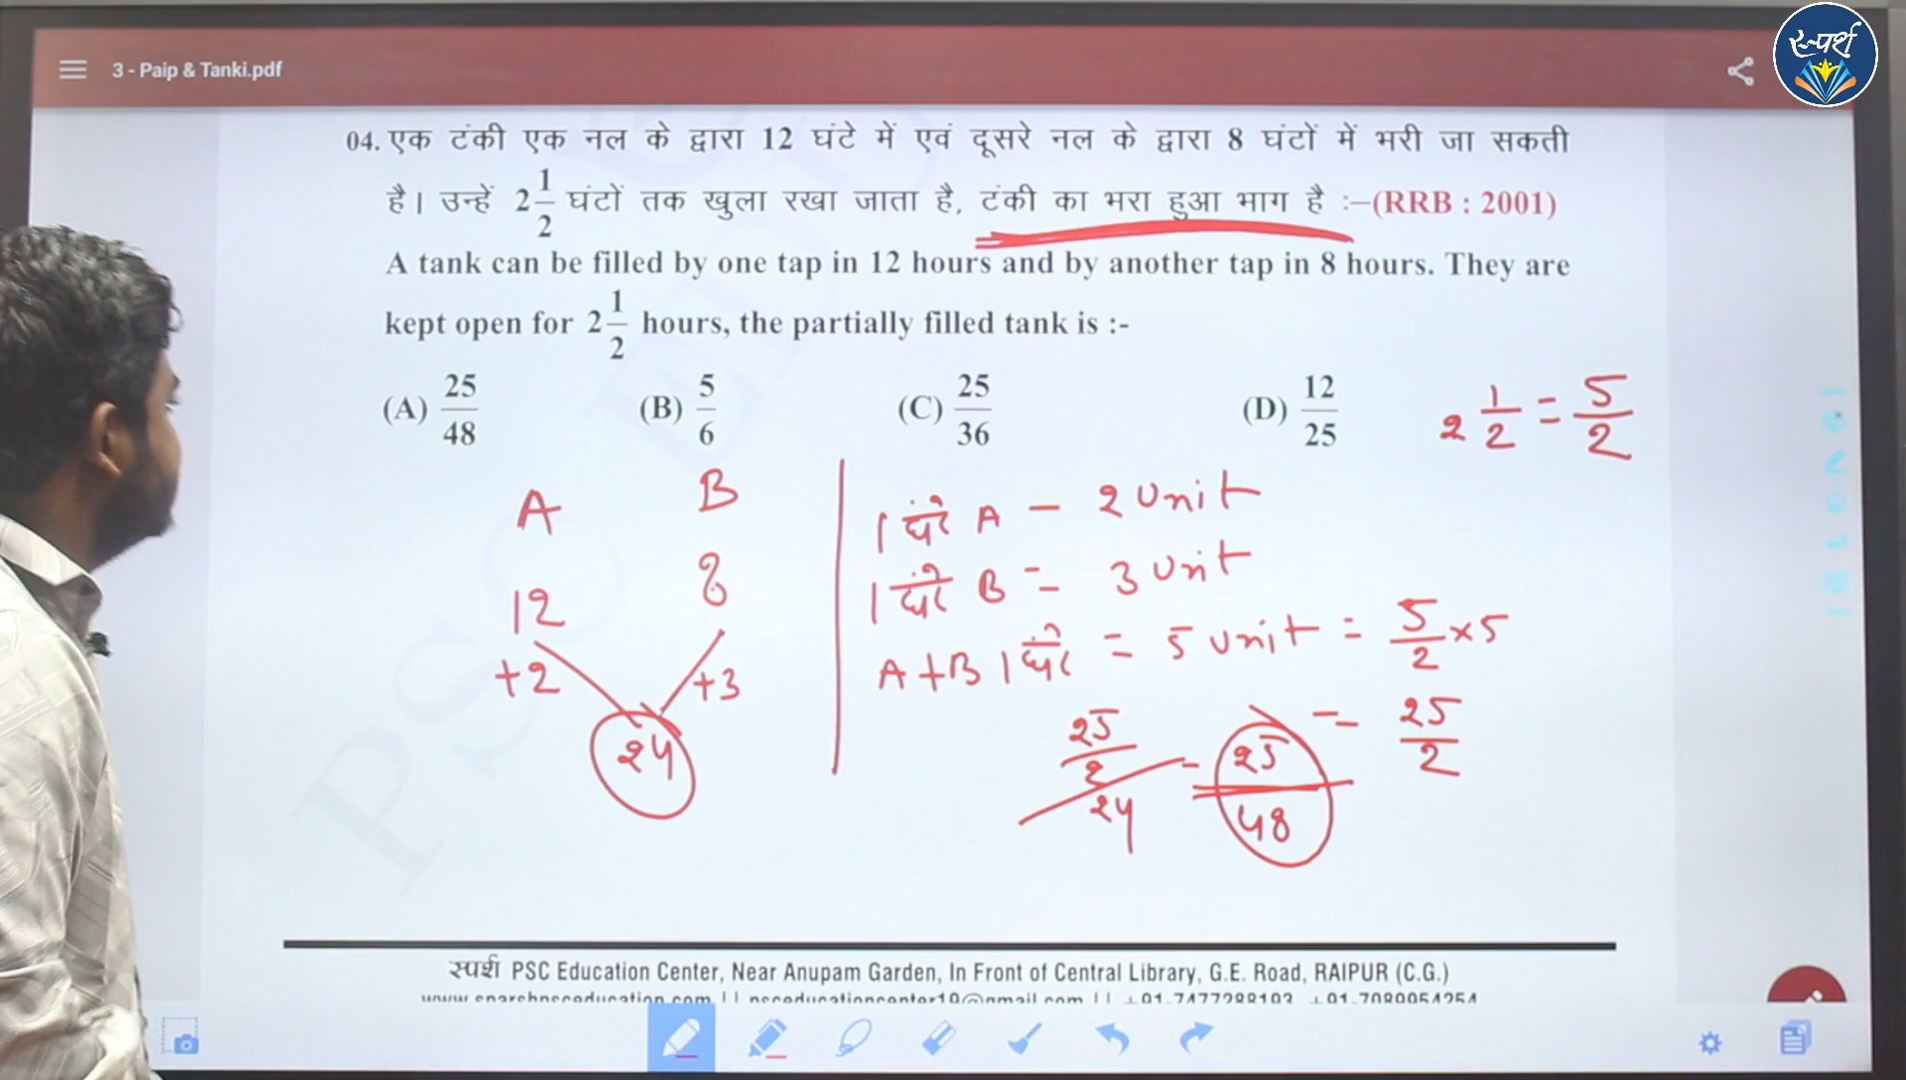 3 - Paip & Tanki.pdf
स्पर्श
04. एक टंकी एक नल के द्वारा 12 घंटे में एवं दूसरे नल के द्वारा 8 घंटों में भरी जा सकती
है। उन्हें 2 1/2 घंटों तक खुला रखा जाता है, टंकी का भरा हुआ भाग है :–(RRB : 2001)
A tank can be filled by one tap in 12 hours and by another tap in 8 hours. They are
kept open for 2 1/2 hours, the partially filled tank is :-
(A) 25/48 (B) 5/6 (C) 25/36 (D) 12/25
2 1/2 = 5/2
A B
12 8
+2 +3
24
1 घंटे A – 2 Unit
1 घंटे B = 3 Unit
A+B 1 घंटे = 5 Unit = 5/2 × 5
= 25/2
25/2/24 = 25/48
स्पर्श PSC Education Center, Near Anupam Garden, In Front of Central Library, G.E. Road, RAIPUR (C.G.)